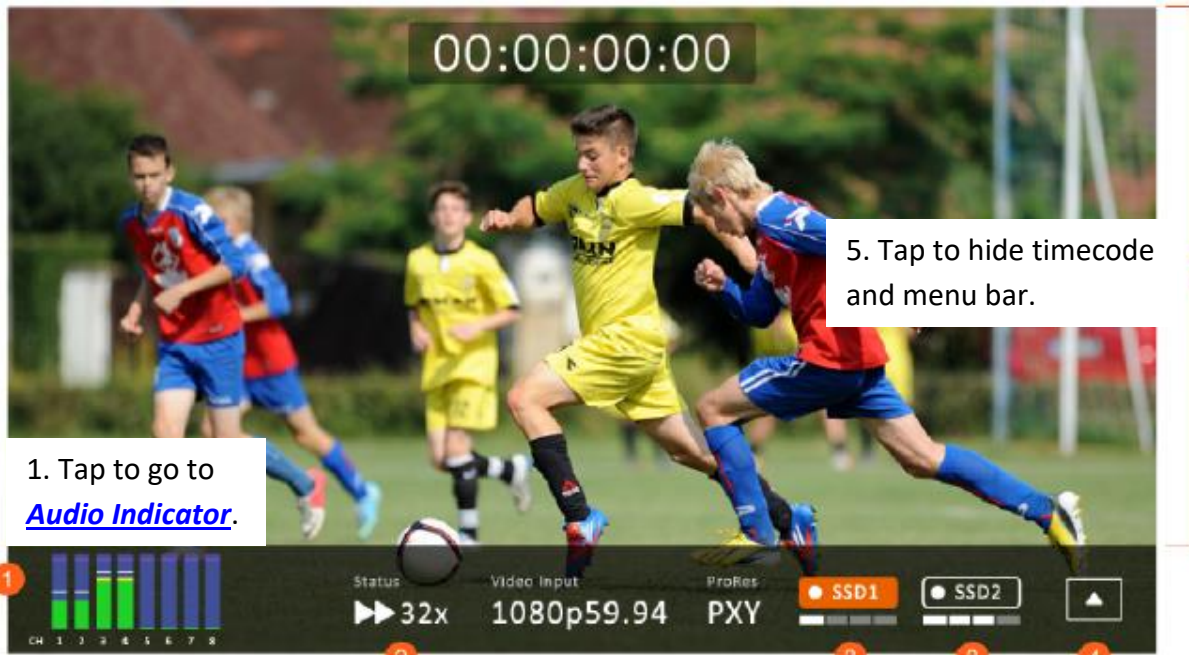 00:00:00:00
5. Tap to hide timecode
and menu bar.
1. Tap to go to
Audio Indicator.
1
CH 1 2 3 4 5 6 7 8
Status
32x
Video Input
1080p59.94
ProRes
PXY
SSD1
SSD2